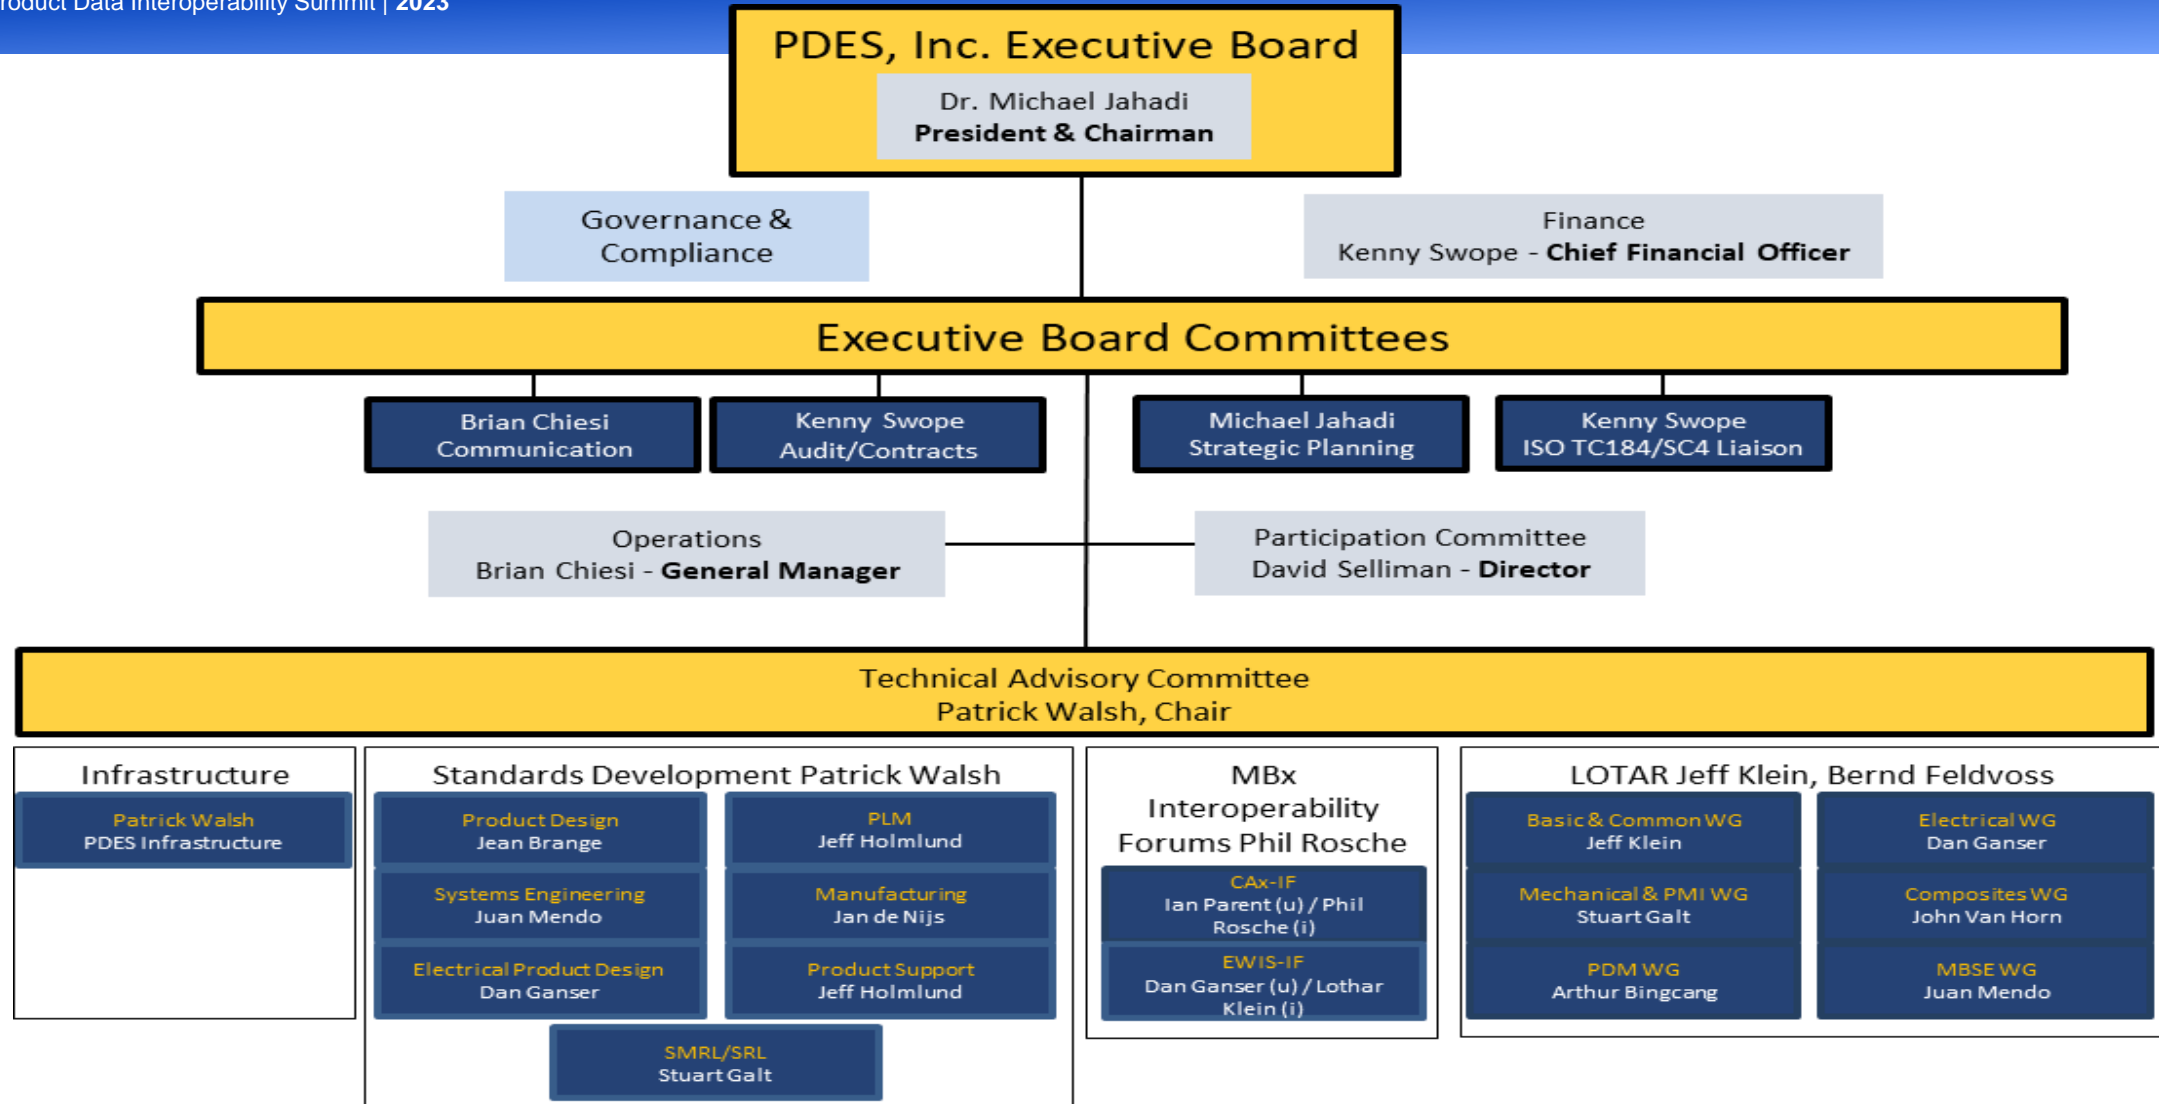 Product Data Interoperability Summit | 2023
PDES, Inc. Executive Board
Dr. Michael Jahadi
President & Chairman
Governance &
Compliance
Finance
Kenny Swope - Chief Financial Officer
Executive Board Committees
Brian Chiesi
Communication
Kenny Swope
Audit/Contracts
Michael Jahadi
Strategic Planning
Kenny Swope
ISO TC184/SC4 Liaison
Operations
Brian Chiesi - General Manager
Participation Committee
David Selliman - Director
Technical Advisory Committee
Patrick Walsh, Chair
Infrastructure
Patrick Walsh
PDES Infrastructure
Standards Development Patrick Walsh
Product Design
Jean Brange
PLM
Jeff Holmlund
Systems Engineering
Juan Mendo
Manufacturing
Jan de Nijs
Electrical Product Design
Dan Ganser
Product Support
Jeff Holmlund
SMRL/SRL
Stuart Galt
MBx
Interoperability
Forums Phil Rosche
CAx-IF
Ian Parent (u) / Phil
Rosche (i)
EWIS-IF
Dan Ganser (u) / Lothar
Klein (i)
LOTAR Jeff Klein, Bernd Feldvoss
Basic & Common WG
Jeff Klein
Electrical WG
Dan Ganser
Mechanical & PMI WG
Stuart Galt
Composites WG
John Van Horn
PDM WG
Arthur Bingcang
MBSE WG
Juan Mendo